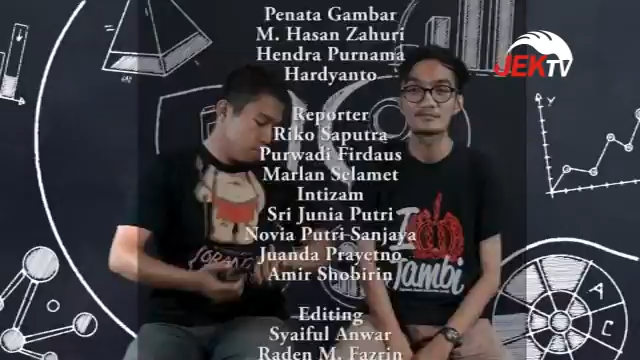 Penata Gambar
M. Hasan Zahuri
Hendra Purnama
Hardyanto
JEKTV
Reporter
Riko Saputra
Purwadi Firdaus
Marlan Selamet
Intizam
Sri Junia Putri
Novia Putri Sanjaya
Juanda Prayetno
Amir Shobirin
Editing
Syaiful Anwar
Raden M. Fazrin
I
Jambi
Y
A
C